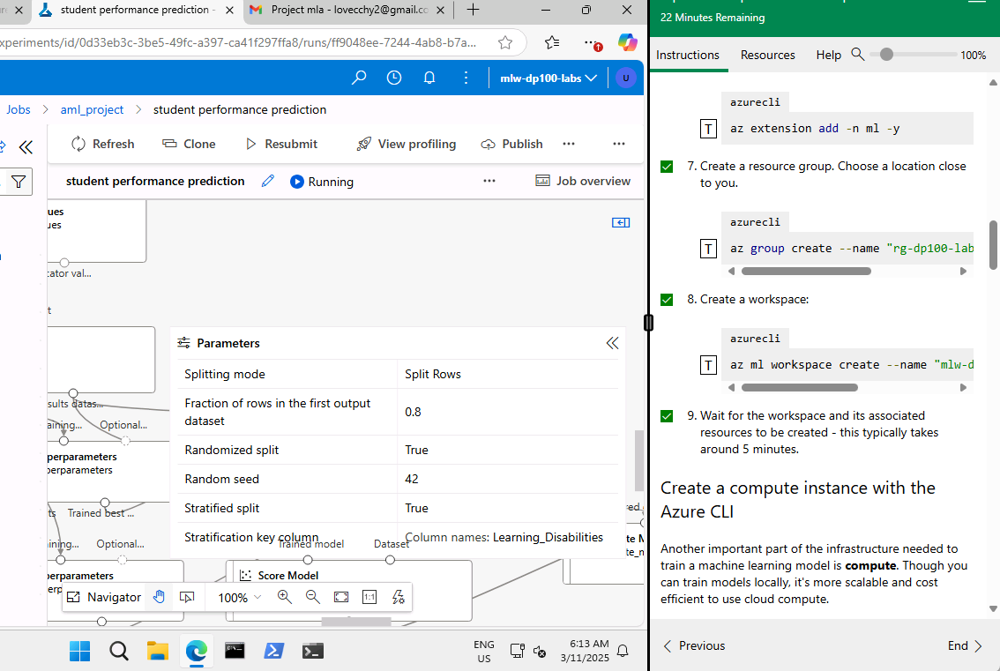 student performance prediction -
Project mla - lovecchy2@gmail.co
xperiments/id/0d33eb3c-3be5-49fc-a397-ca41f297ffa8/runs/ff9048ee-7244-4ab8-b7a...
mlw-dp100-labs
U
Jobs > aml_project > student performance prediction
Refresh
Clone
Resubmit
View profiling
Publish
student performance prediction
Running
Job overview
ues
ues
cator val...
t
Parameters
Splitting mode
Split Rows
Fraction of rows in the first output
dataset
0.8
Randomized split
True
Random seed
42
Stratified split
True
Stratification key column
Column names: Learning_Disabilities
sults datas...
aining...
Optional...
perparameters
perparameters
ts
Trained best ...
ining...
Optional...
Trained model
Dataset
red
te M
te_n
perparameters
Score Model
Navigator
100%
1:1
ENG
US
6:13 AM
3/11/2025
22 Minutes Remaining
Instructions
Resources
Help
100%
azurecli
T
az extension add -n ml -y
7. Create a resource group. Choose a location close
to you.
azurecli
T
az group create --name "rg-dp100-lab
8. Create a workspace:
azurecli
T
az ml workspace create --name "mlw-d
9. Wait for the workspace and its associated
resources to be created - this typically takes
around 5 minutes.
Create a compute instance with the
Azure CLI
Another important part of the infrastructure needed to
train a machine learning model is compute. Though you
can train models locally, it's more scalable and cost
efficient to use cloud compute.
Previous
End